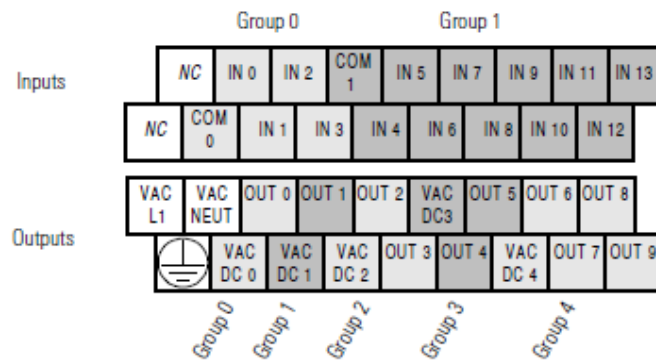 Group 0 Group 1
Inputs
NC IN 0 IN 2 COM 1 IN 5 IN 7 IN 9 IN 11 IN 13
NC COM 0 IN 1 IN 3 IN 4 IN 6 IN 8 IN 10 IN 12
Outputs
VAC L1 VAC NEUT OUT 0 OUT 1 OUT 2 VAC DC3 OUT 5 OUT 6 OUT 8
VAC DC 0 VAC DC 1 VAC DC 2 OUT 3 OUT 4 VAC DC 4 OUT 7 OUT 9
Group 0 Group 1 Group 2 Group 3 Group 4